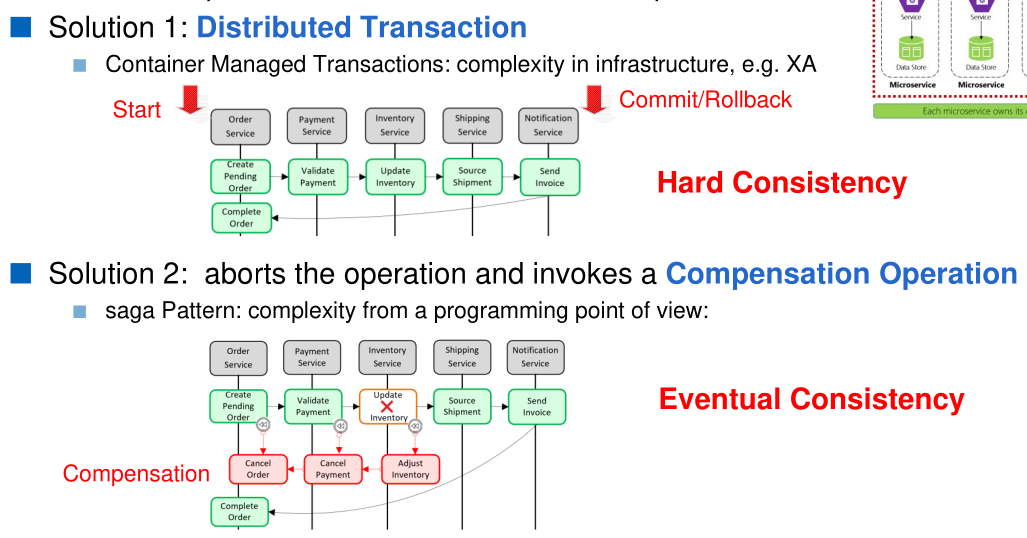 Solution 1: Distributed Transaction
Service
Service
Data Store
Data Store
Microservice
Microservice
Each microservice owns its
Container Managed Transactions: complexity in infrastructure, e.g. XA
Start
Commit/Rollback
Order
Service
Payment
Service
Inventory
Service
Shipping
Service
Notification
Service
Create
Pending
Order
Validate
Payment
Update
Inventory
Source
Shipment
Send
Invoice
Complete
Order
Hard Consistency
Solution 2: aborts the operation and invokes a Compensation Operation
saga Pattern: complexity from a programming point of view:
Order
Service
Payment
Service
Inventory
Service
Shipping
Service
Notification
Service
Create
Pending
Order
Validate
Payment
Update
Inventory
Source
Shipment
Send
Invoice
Eventual Consistency
Compensation
Cancel
Order
Cancel
Payment
Adjust
Inventory
Complete
Order